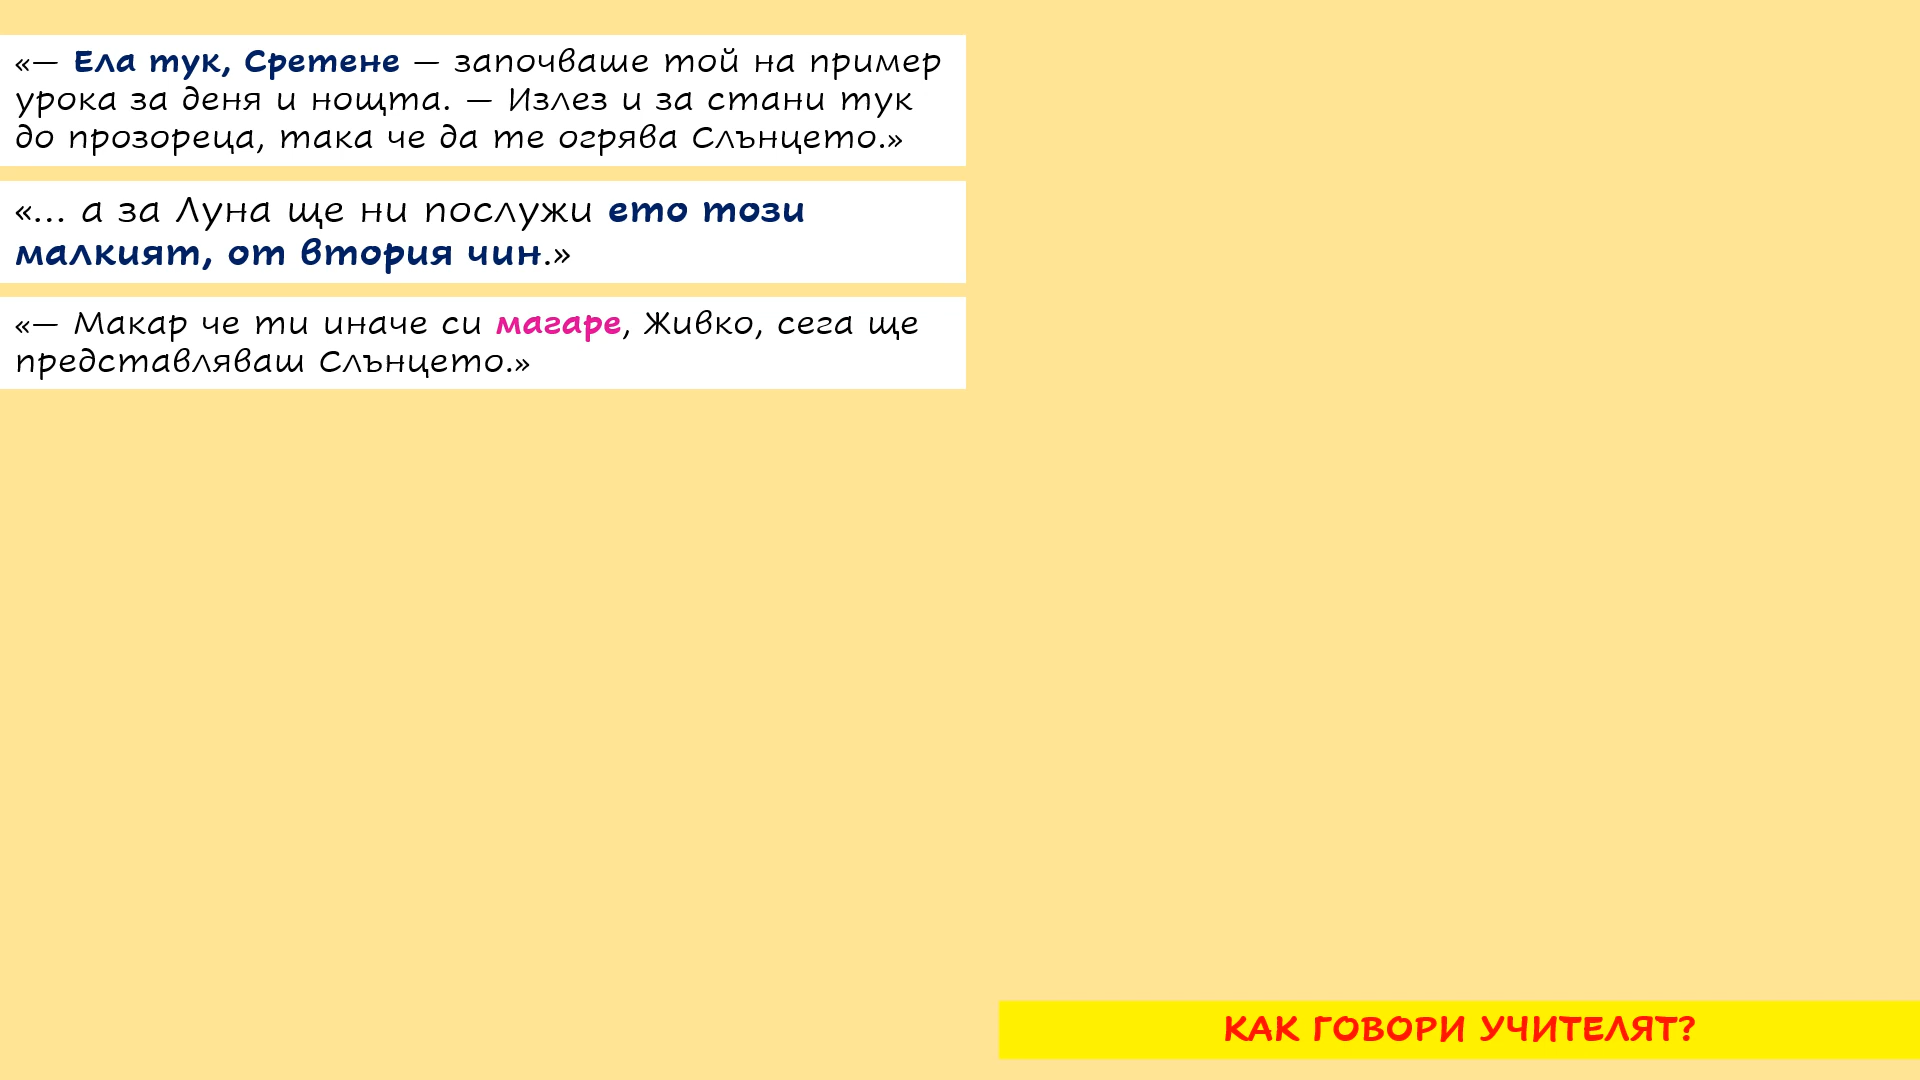 «— Ела тук, Сретене — започваше той на пример
урока за деня и нощта. — Излез и за стани тук
до прозореца, така че да те огрява Слънцето.»
«... а за Луна ще ни послужи ето този
малкият, от втория чин.»
«— Макар че ти иначе си магаре, Живко, сега ще
представляваш Слънцето.»
КАК ГОВОРИ УЧИТЕЛЯТ?